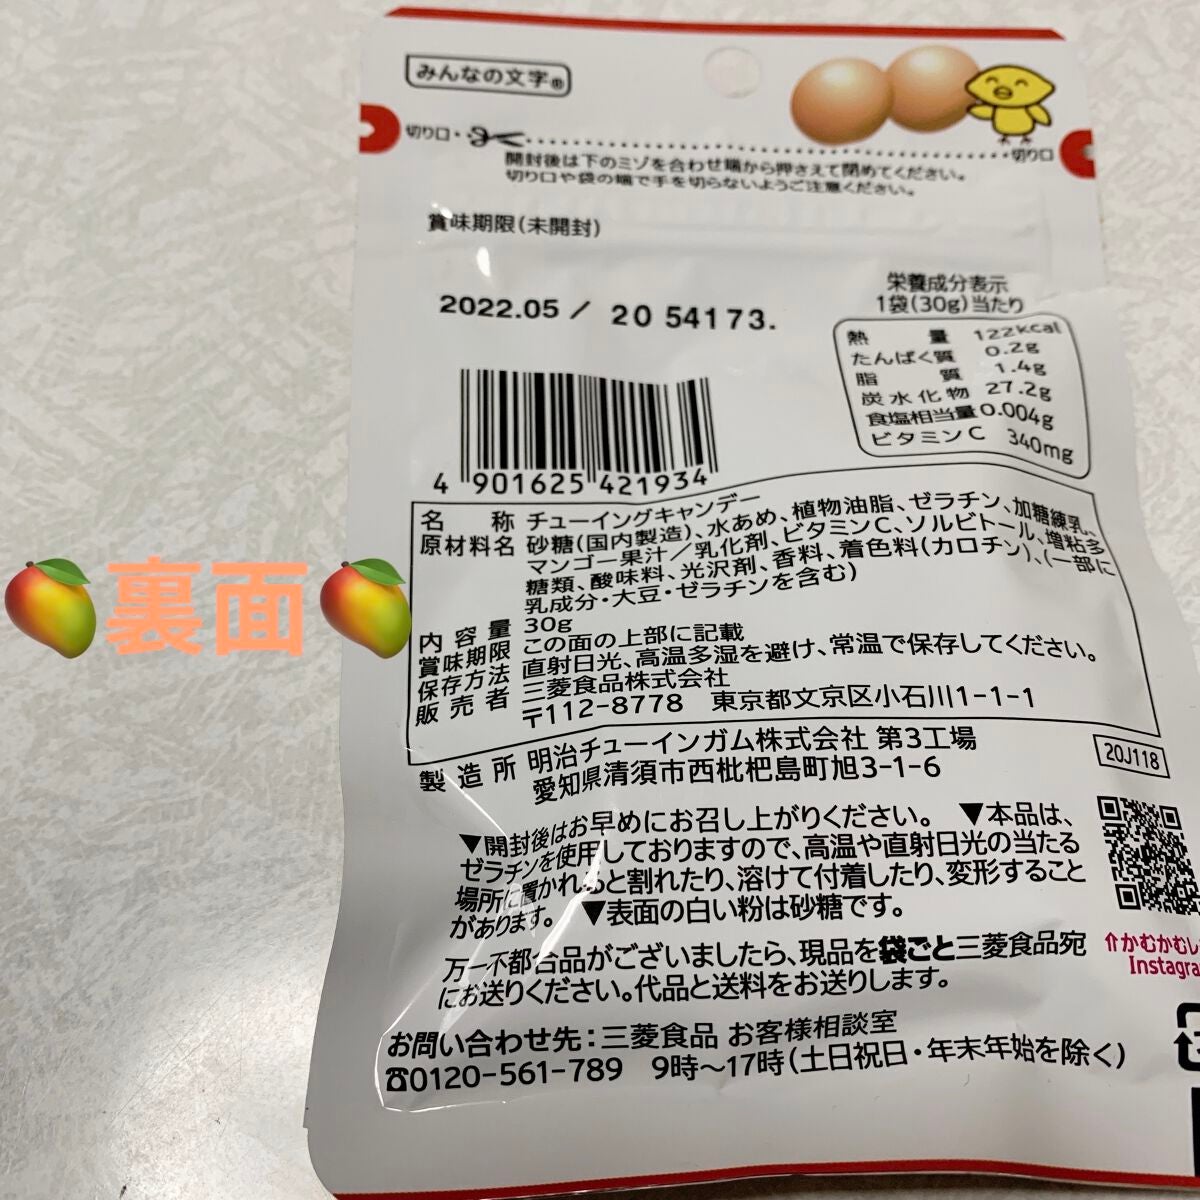 みんなの文字®
切り口
切り口
開封後は下のミゾを合わせ端から押さえて閉めてください。
切り口や袋の端で手を切らないようご注意ください。
賞味期限(未開封)
2022.05 / 20 54173.
栄養成分表示
1袋(30g)当たり
熱量 122kcal
たんぱく質 0.2g
脂質 1.4g
炭水化物 27.2g
食塩相当量 0.004g
ビタミンC 340mg
4 901625 421934
名称 チューイングキャンデー
原材料名 砂糖(国内製造)、水あめ、植物油脂、ゼラチン、加糖練乳、
マンゴー果汁/乳化剤、ビタミンC、ソルビトール、増粘多
糖類、酸味料、光沢剤、香料、着色料(カロチン)、(一部に
乳成分・大豆・ゼラチンを含む)
内容量 30g
賞味期限 この面の上部に記載
保存方法 直射日光、高温多湿を避け、常温で保存してください。
販売者 三菱食品株式会社
〒112-8778 東京都文京区小石川1-1-1
製造所 明治チューインガム株式会社 第3工場
愛知県清須市西枇杷島町旭3-1-6
20J118
▼開封後はお早めにお召し上がりください。 ▼本品は、
ゼラチンを使用しておりますので、高温や直射日光の当たる
場所に置かれると割れたり、溶けて付着したり、変形すること
があります。 ▼表面の白い粉は砂糖です。
⇑かむかむし
Instagra
万一不都合品がございましたら、現品を袋ごと三菱食品宛
にお送りください。代品と送料をお送りします。
お問い合わせ先:三菱食品 お客様相談室
☎0120-561-789 9時〜17時(土日祝日・年末年始を除く)
🥭裏面🥭